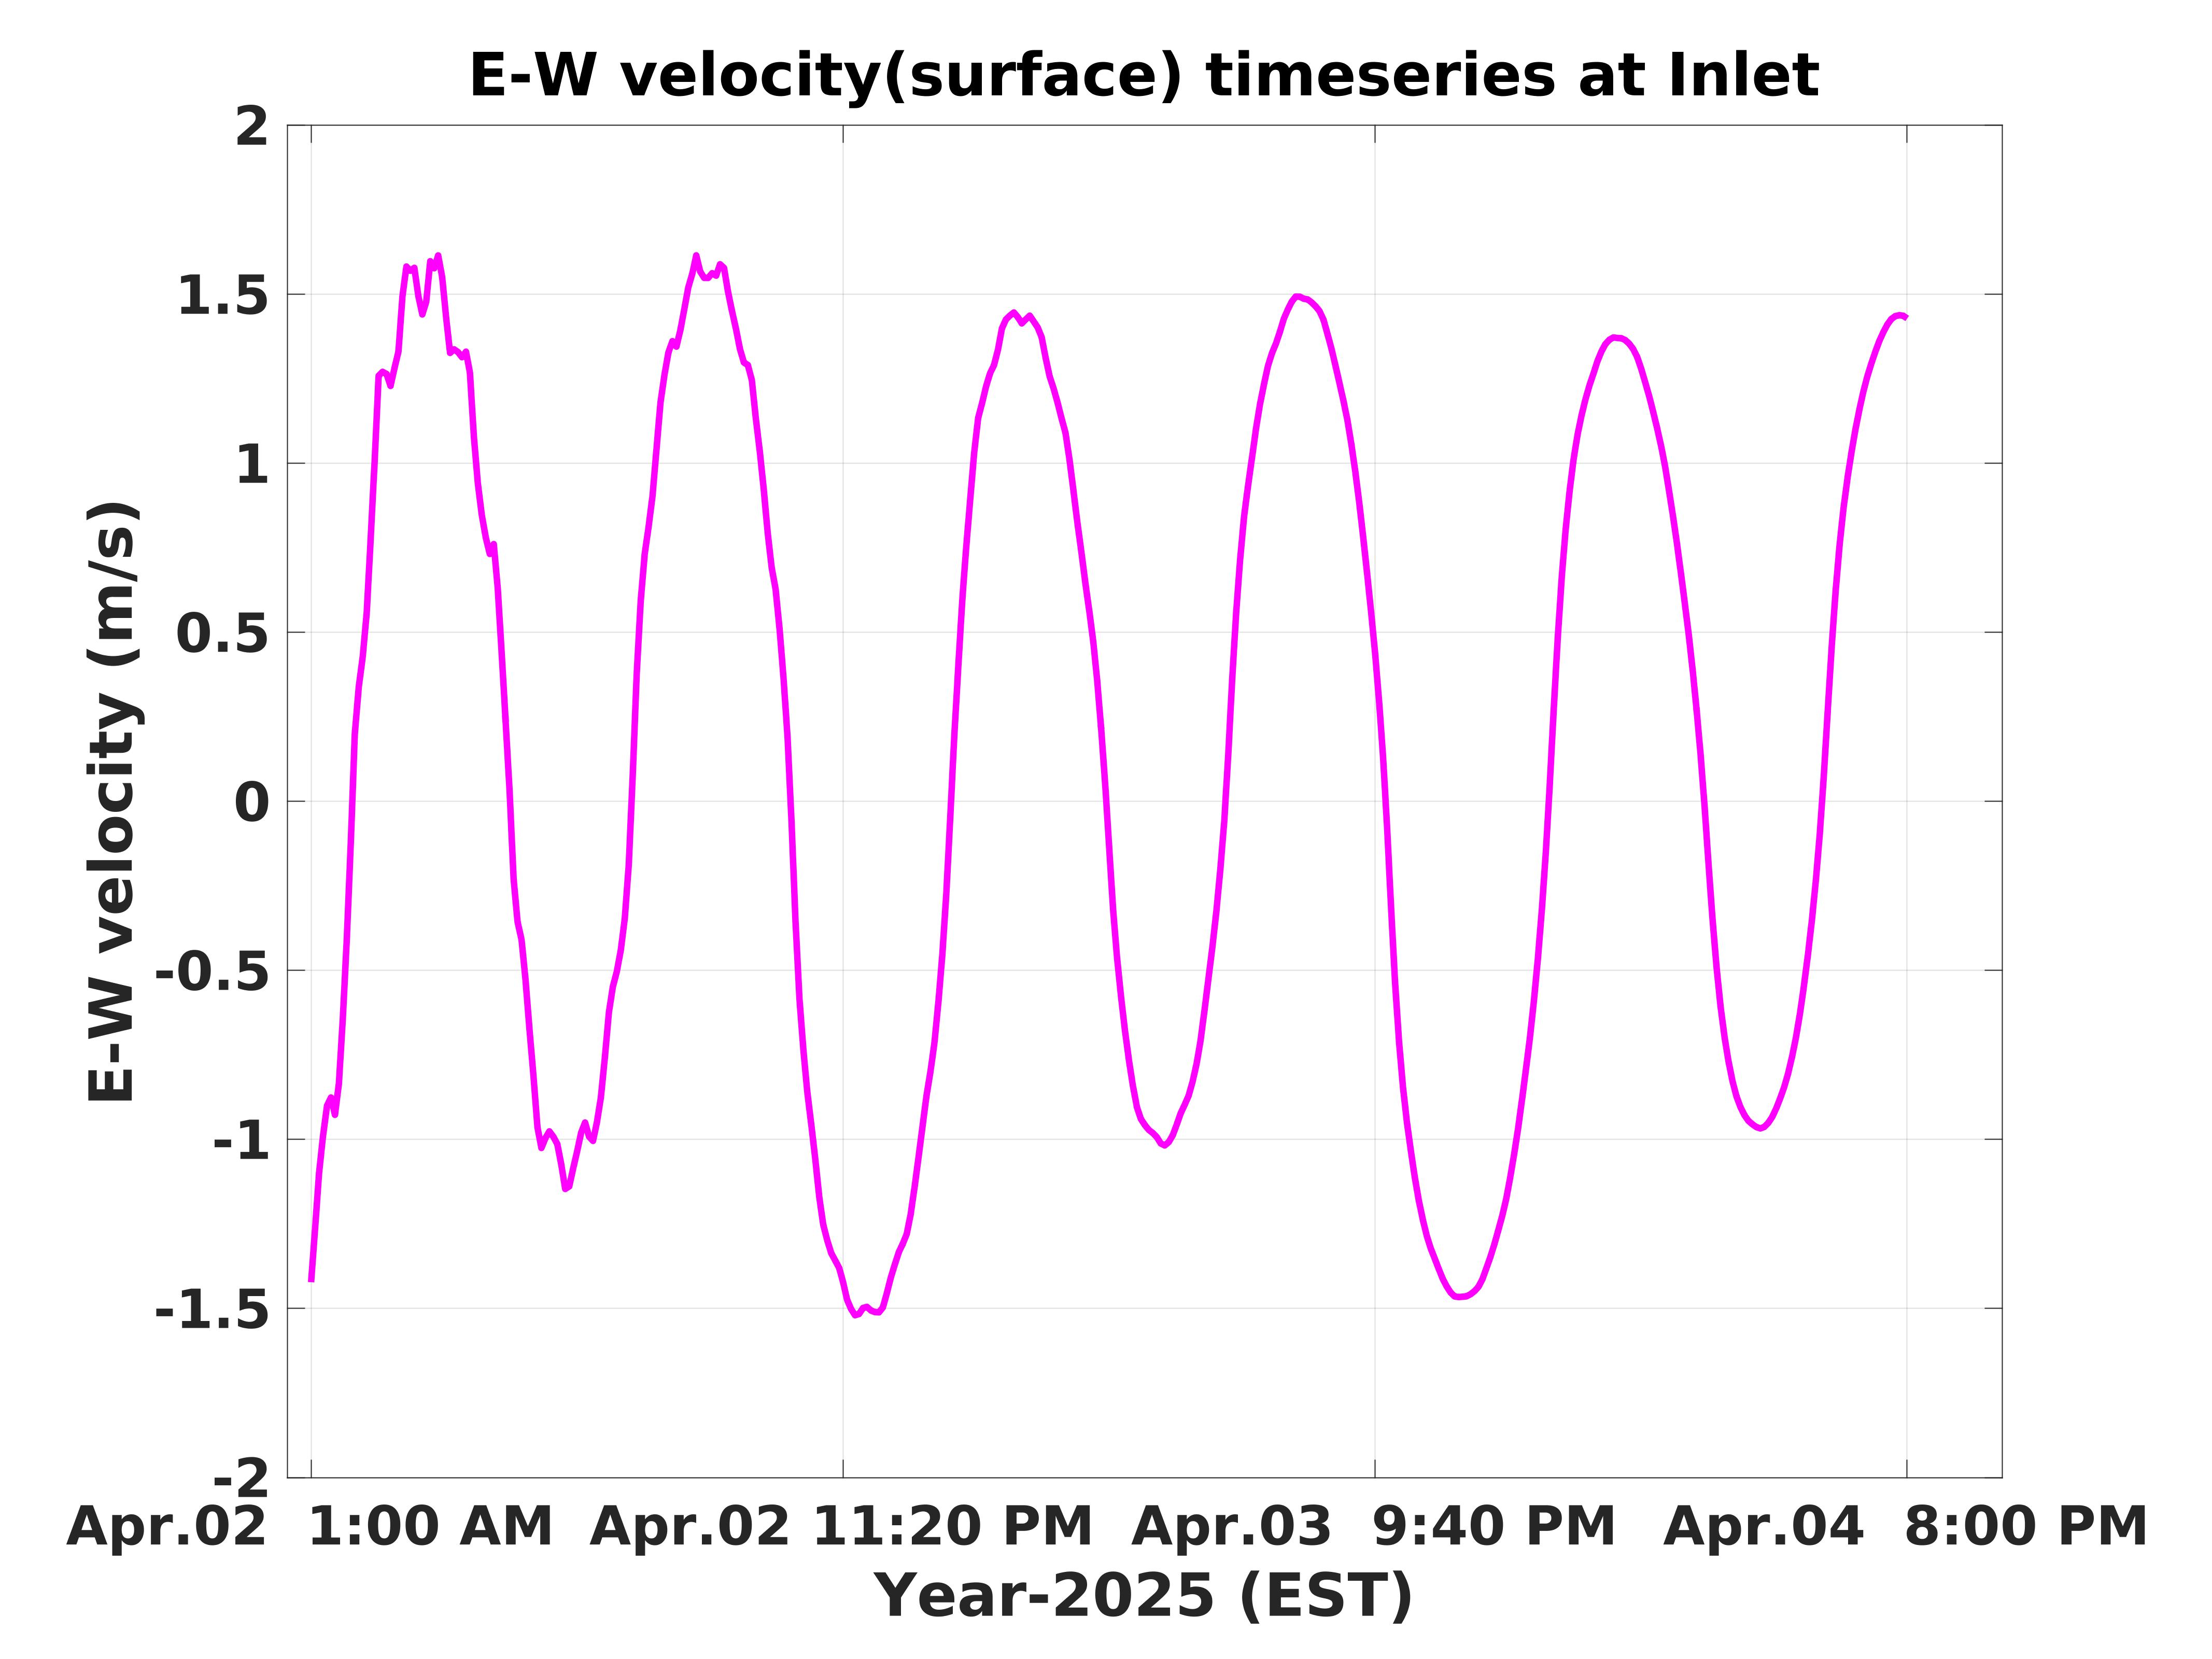 E-W velocity(surface) timeseries at Inlet
E-W velocity (m/s)
2
1.5
1
0.5
0
-0.5
-1
-1.5
-2
Apr.02 1:00 AM Apr.02 11:20 PM Apr.03 9:40 PM Apr.04 8:00 PM
Year-2025 (EST)